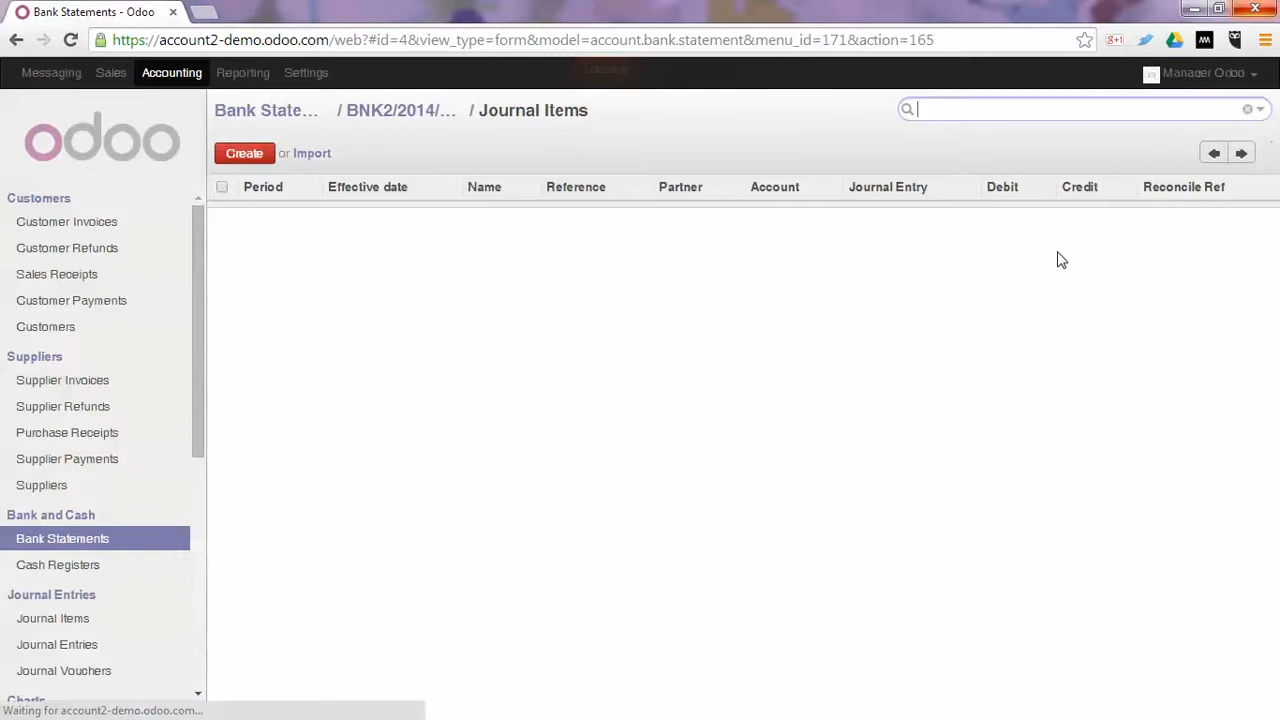 Bank Statements - Odoo
https://account2-demo.odoo.com/web?#id=4&view_type=form&model=account.bank.statement&menu_id=171&action=165
Messaging Sales Accounting Reporting Settings
Manager Odoo
odoo
Bank State... / BNK2/2014/... / Journal Items
Create or Import
Period Effective date Name Reference Partner Account Journal Entry Debit Credit Reconcile Ref
Customers
Customer Invoices
Customer Refunds
Sales Receipts
Customer Payments
Customers
Suppliers
Supplier Invoices
Supplier Refunds
Purchase Receipts
Supplier Payments
Suppliers
Bank and Cash
Bank Statements
Cash Registers
Journal Entries
Journal Items
Journal Entries
Journal Vouchers
Charts
Waiting for account2-demo.odoo.com...